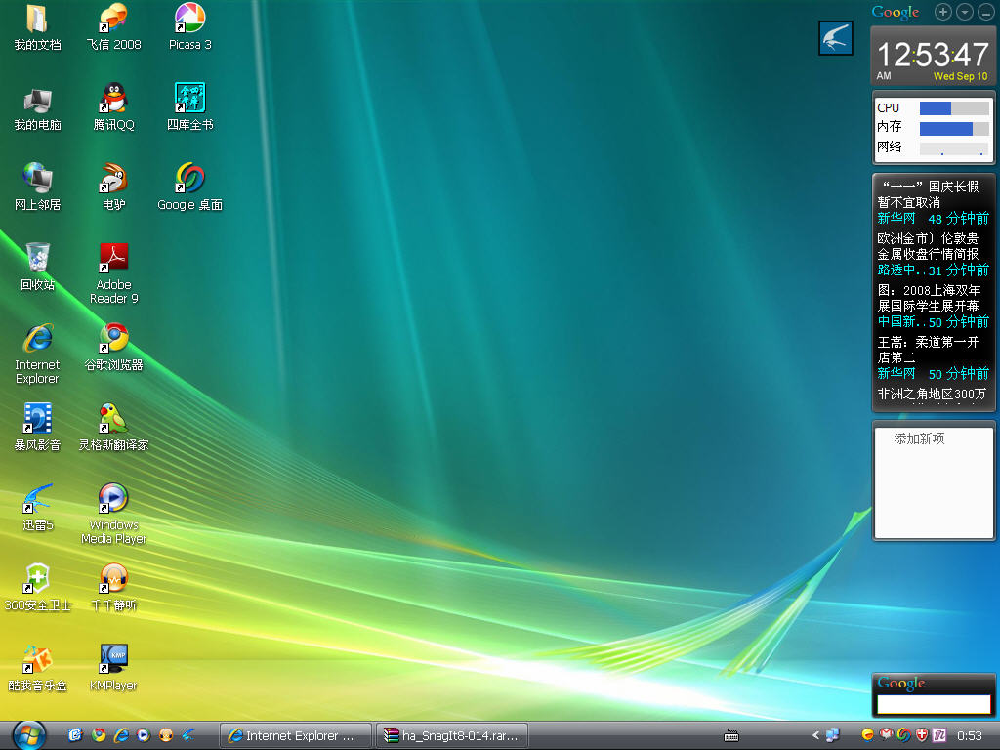 我的文档
飞信 2008
Picasa 3
我的电脑
腾讯QQ
四库全书
网上邻居
电驴
Google 桌面
回收站
Adobe
Reader 9
Internet
Explorer
谷歌浏览器
暴风影音
灵格斯翻译家
迅雷5
Windows
Media Player
360安全卫士
千千静听
酷我音乐盒
KMPlayer
Google
12:53:47
AM
Wed Sep 10
CPU
内存
网络
“十一”国庆长假
暂不宜取消
新华网 48 分钟前
欧洲金市〕伦敦贵
金属收盘行情简报
路透中..31 分钟前
图：2008上海双年
展国际学生展开幕
中国新..50 分钟前
王嵩：柔道第一开
店第二
新华网 50 分钟前
非洲之角地区300万
添加新项
Google
Internet Explorer ...
ha_SnagIt8-014.rar...
0:53